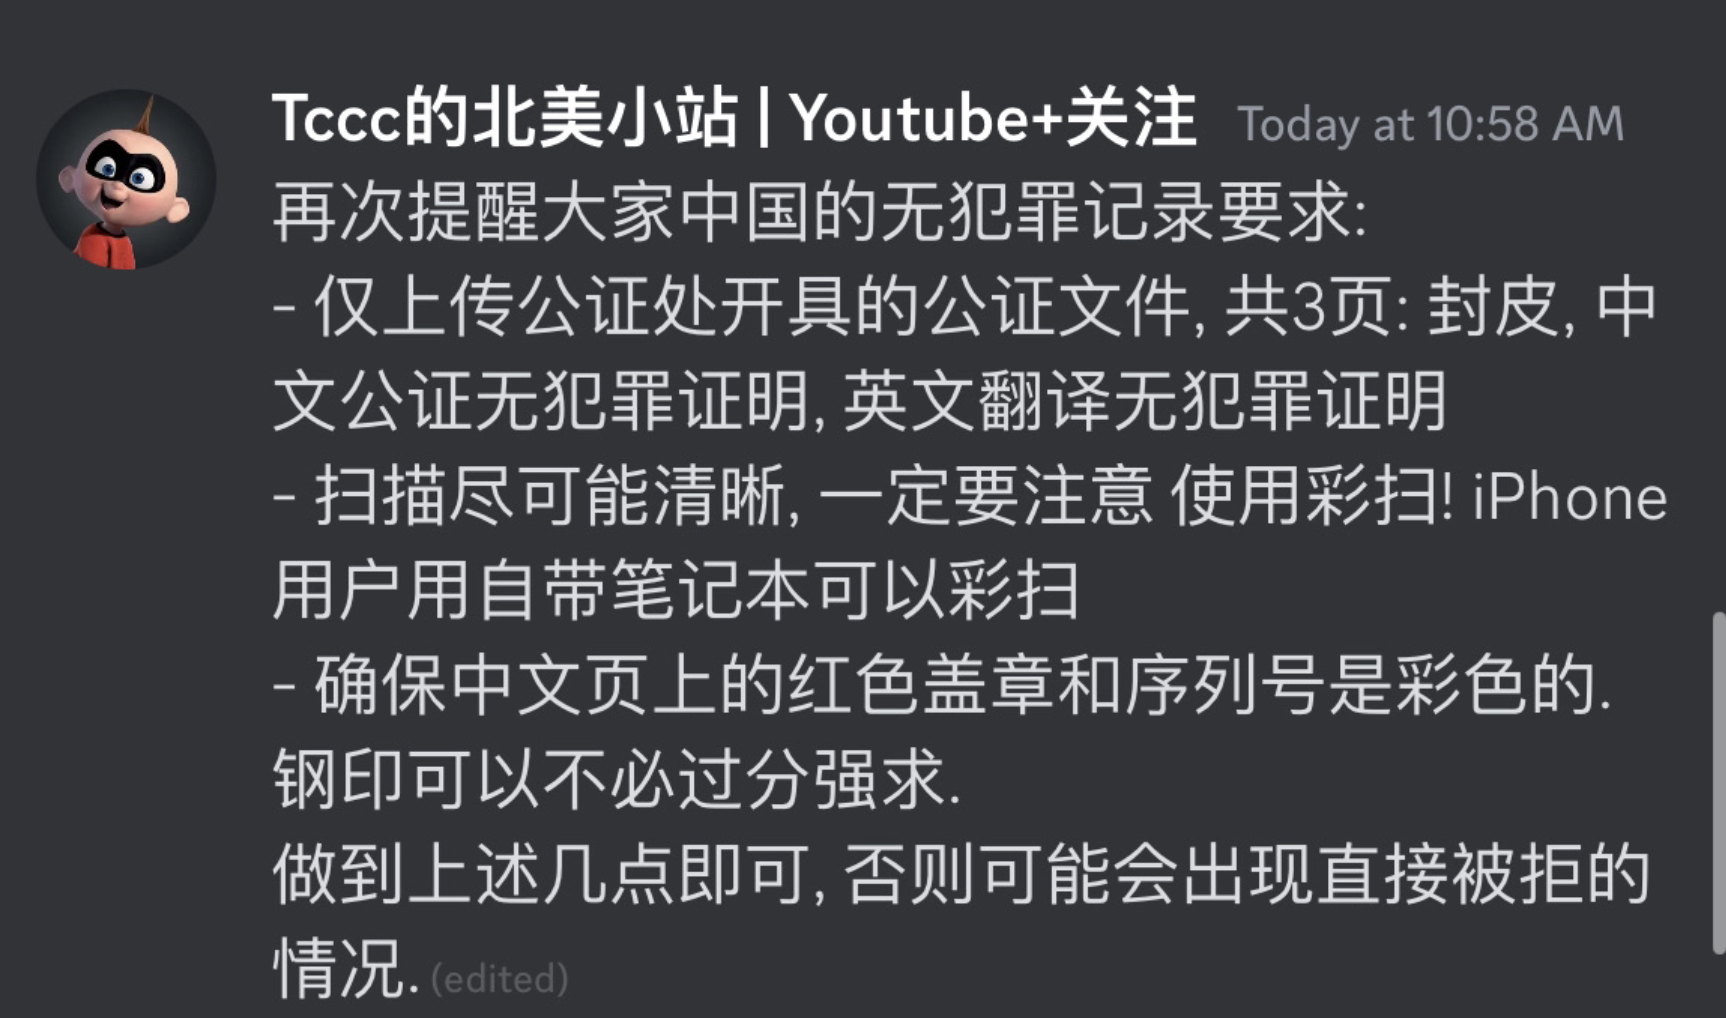 Tccc的北美小站 | Youtube+关注 Today at 10:58 AM
再次提醒大家中国的无犯罪记录要求:
- 仅上传公证处开具的公证文件, 共3页: 封皮, 中
文公证无犯罪证明, 英文翻译无犯罪证明
- 扫描尽可能清晰, 一定要注意 使用彩扫! iPhone
用户用自带笔记本可以彩扫
- 确保中文页上的红色盖章和序列号是彩色的.
钢印可以不必过分强求.
做到上述几点即可, 否则可能会出现直接被拒的
情况. (edited)